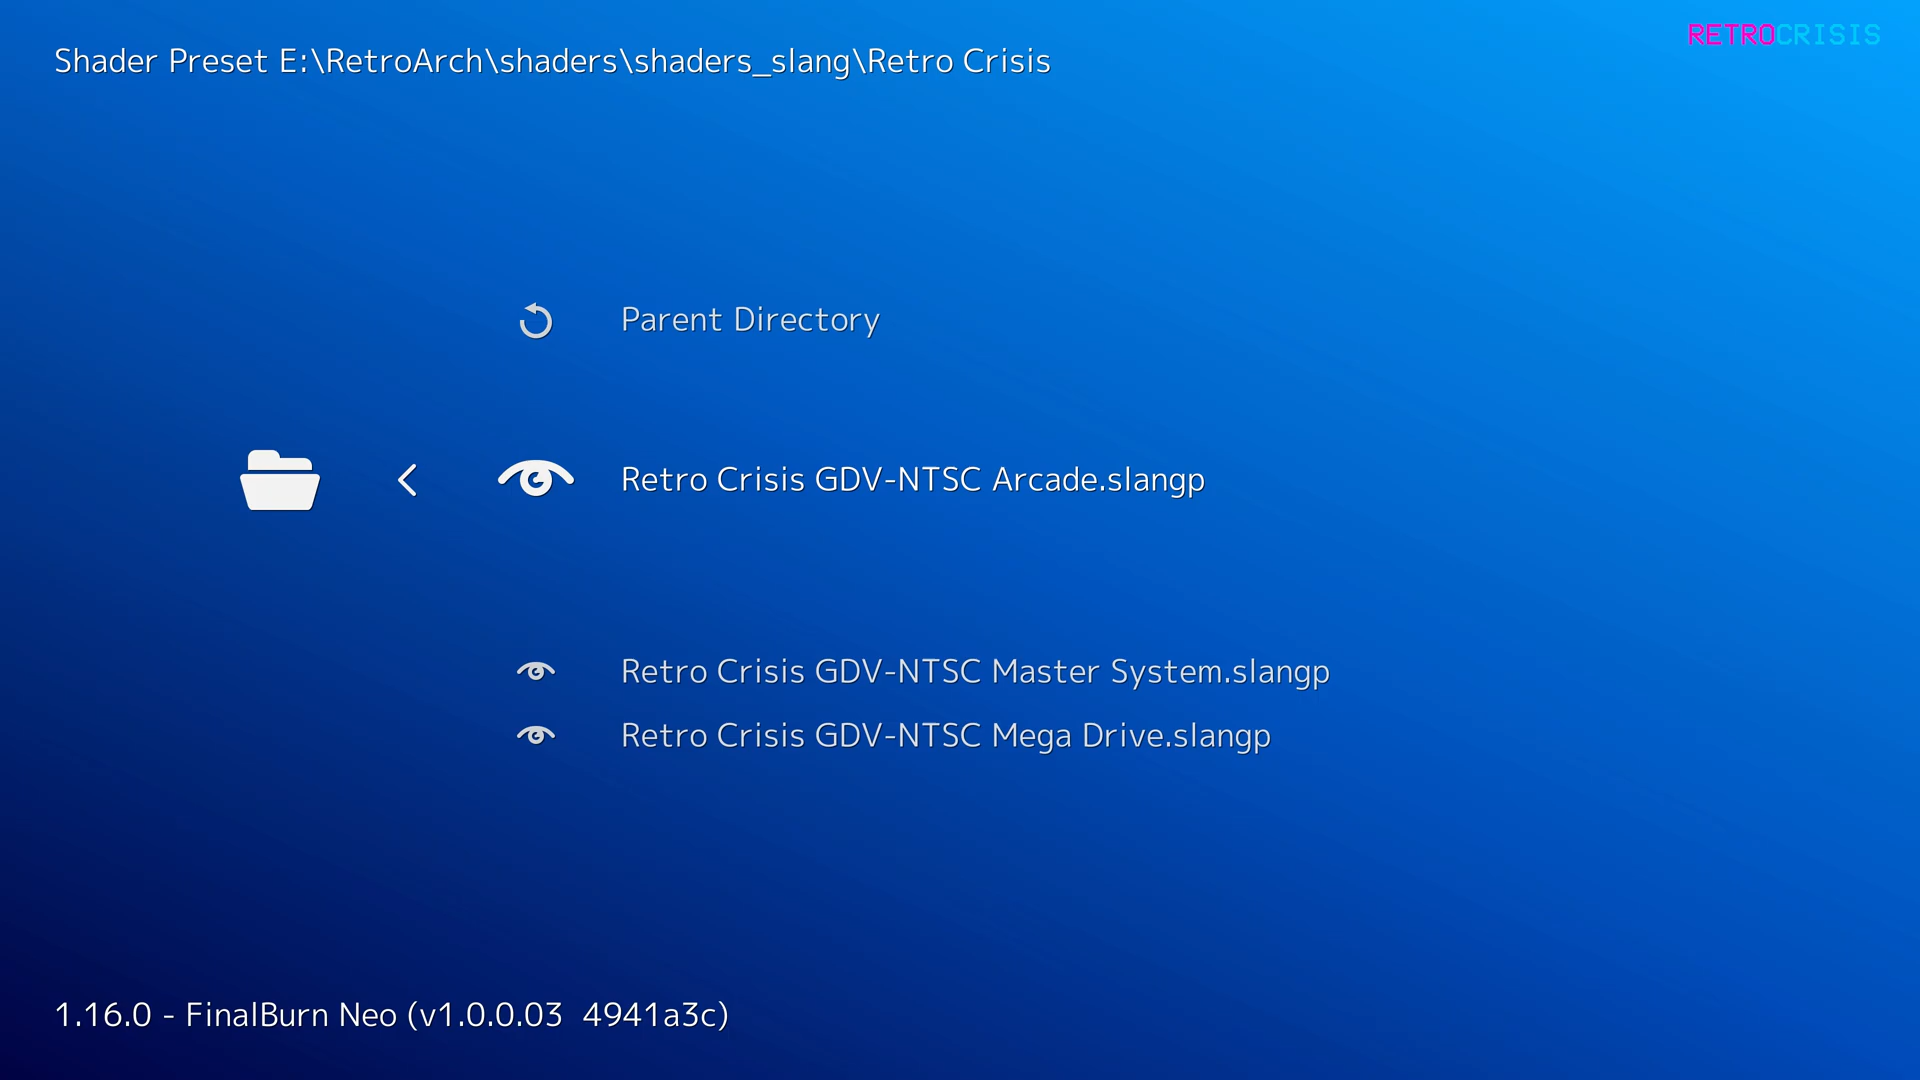 Shader Preset E:\RetroArch\shaders\shaders_slang\Retro Crisis
RETROCRISIS
Parent Directory
Retro Crisis GDV-NTSC Arcade.slangp
Retro Crisis GDV-NTSC Master System.slangp
Retro Crisis GDV-NTSC Mega Drive.slangp
1.16.0 - FinalBurn Neo (v1.0.0.03  4941a3c)